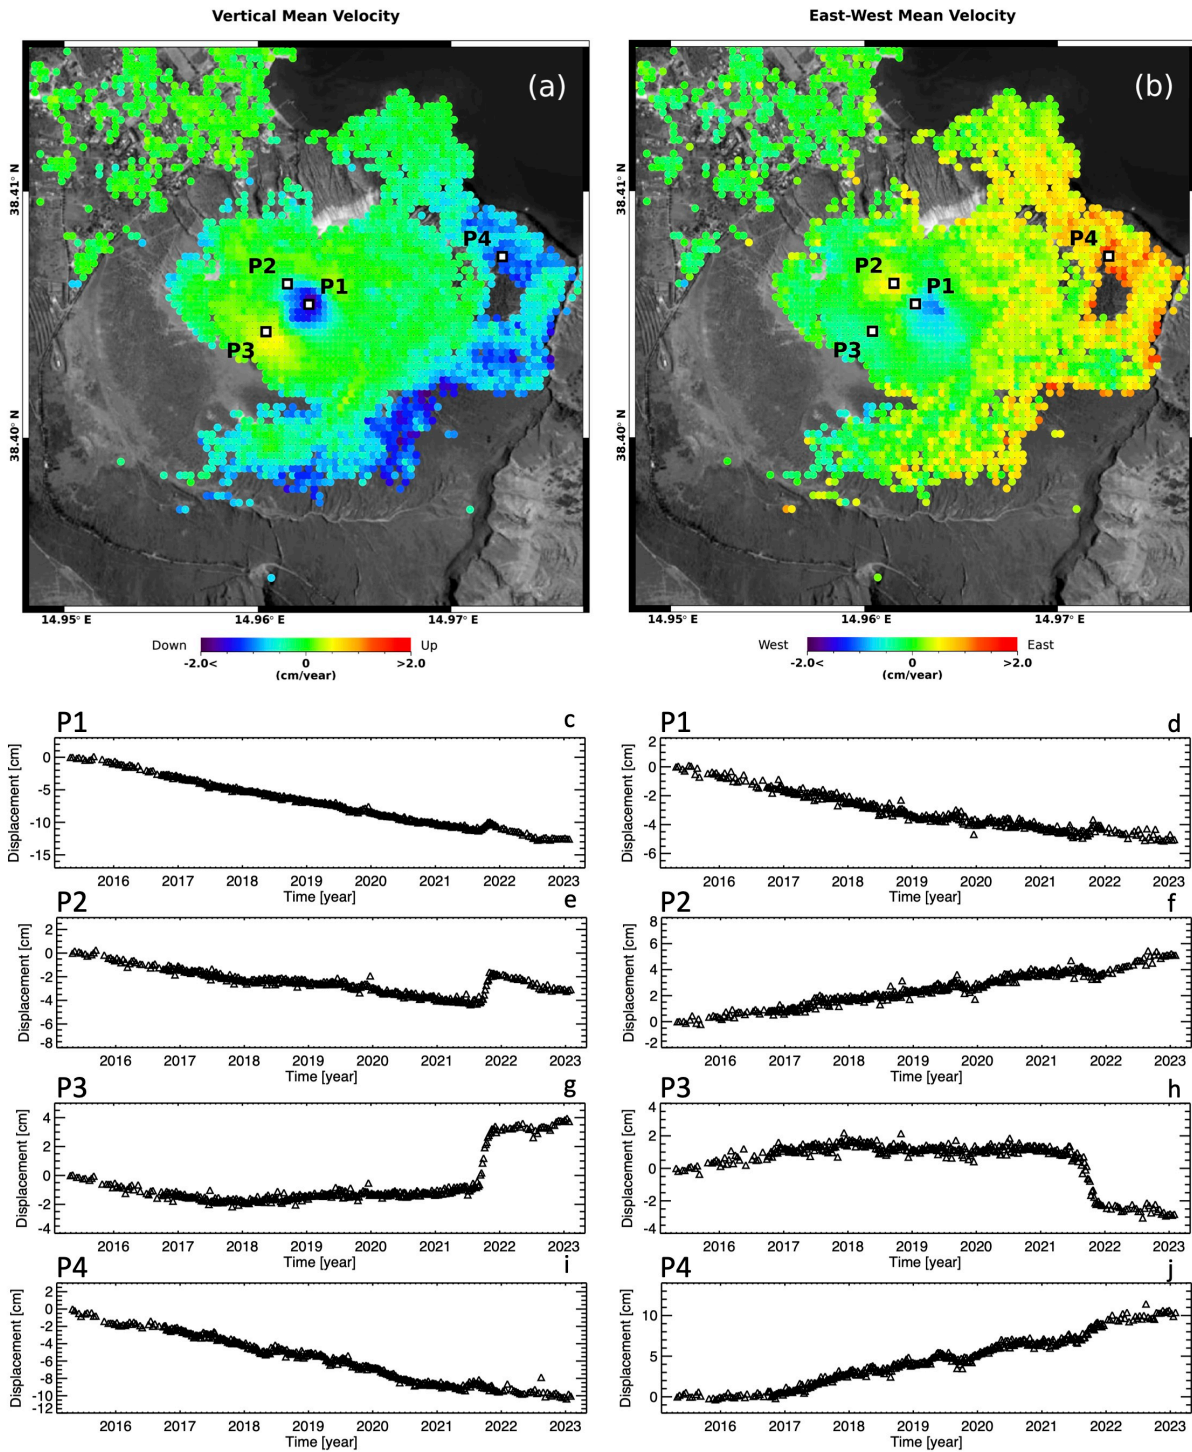 Vertical Mean Velocity
East-West Mean Velocity
(a)
(b)
38.41° N
38.40° N
P2
P1
P3
P4
38.41° N
38.40° N
P2
P1
P3
P4
14.95° E
14.96° E
14.97° E
14.95° E
14.96° E
14.97° E
Down
Up
-2.0<
0
>2.0
(cm/year)
West
East
-2.0<
0
>2.0
(cm/year)
P1
c
Displacement [cm]
0
-5
-10
-15
2016 2017 2018 2019 2020 2021 2022 2023
Time [year]
P1
d
Displacement [cm]
2
0
-2
-4
-6
2016 2017 2018 2019 2020 2021 2022 2023
Time [year]
P2
e
Displacement [cm]
2
0
-2
-4
-6
-8
2016 2017 2018 2019 2020 2021 2022 2023
Time [year]
P2
f
Displacement [cm]
8
6
4
2
0
-2
2016 2017 2018 2019 2020 2021 2022 2023
Time [year]
P3
g
Displacement [cm]
4
2
0
-2
-4
2016 2017 2018 2019 2020 2021 2022 2023
Time [year]
P3
h
Displacement [cm]
4
2
0
-2
-4
2016 2017 2018 2019 2020 2021 2022 2023
Time [year]
P4
i
Displacement [cm]
2
0
-2
-4
-6
-8
-10
-12
2016 2017 2018 2019 2020 2021 2022 2023
Time [year]
P4
j
Displacement [cm]
10
5
0
2016 2017 2018 2019 2020 2021 2022 2023
Time [year]